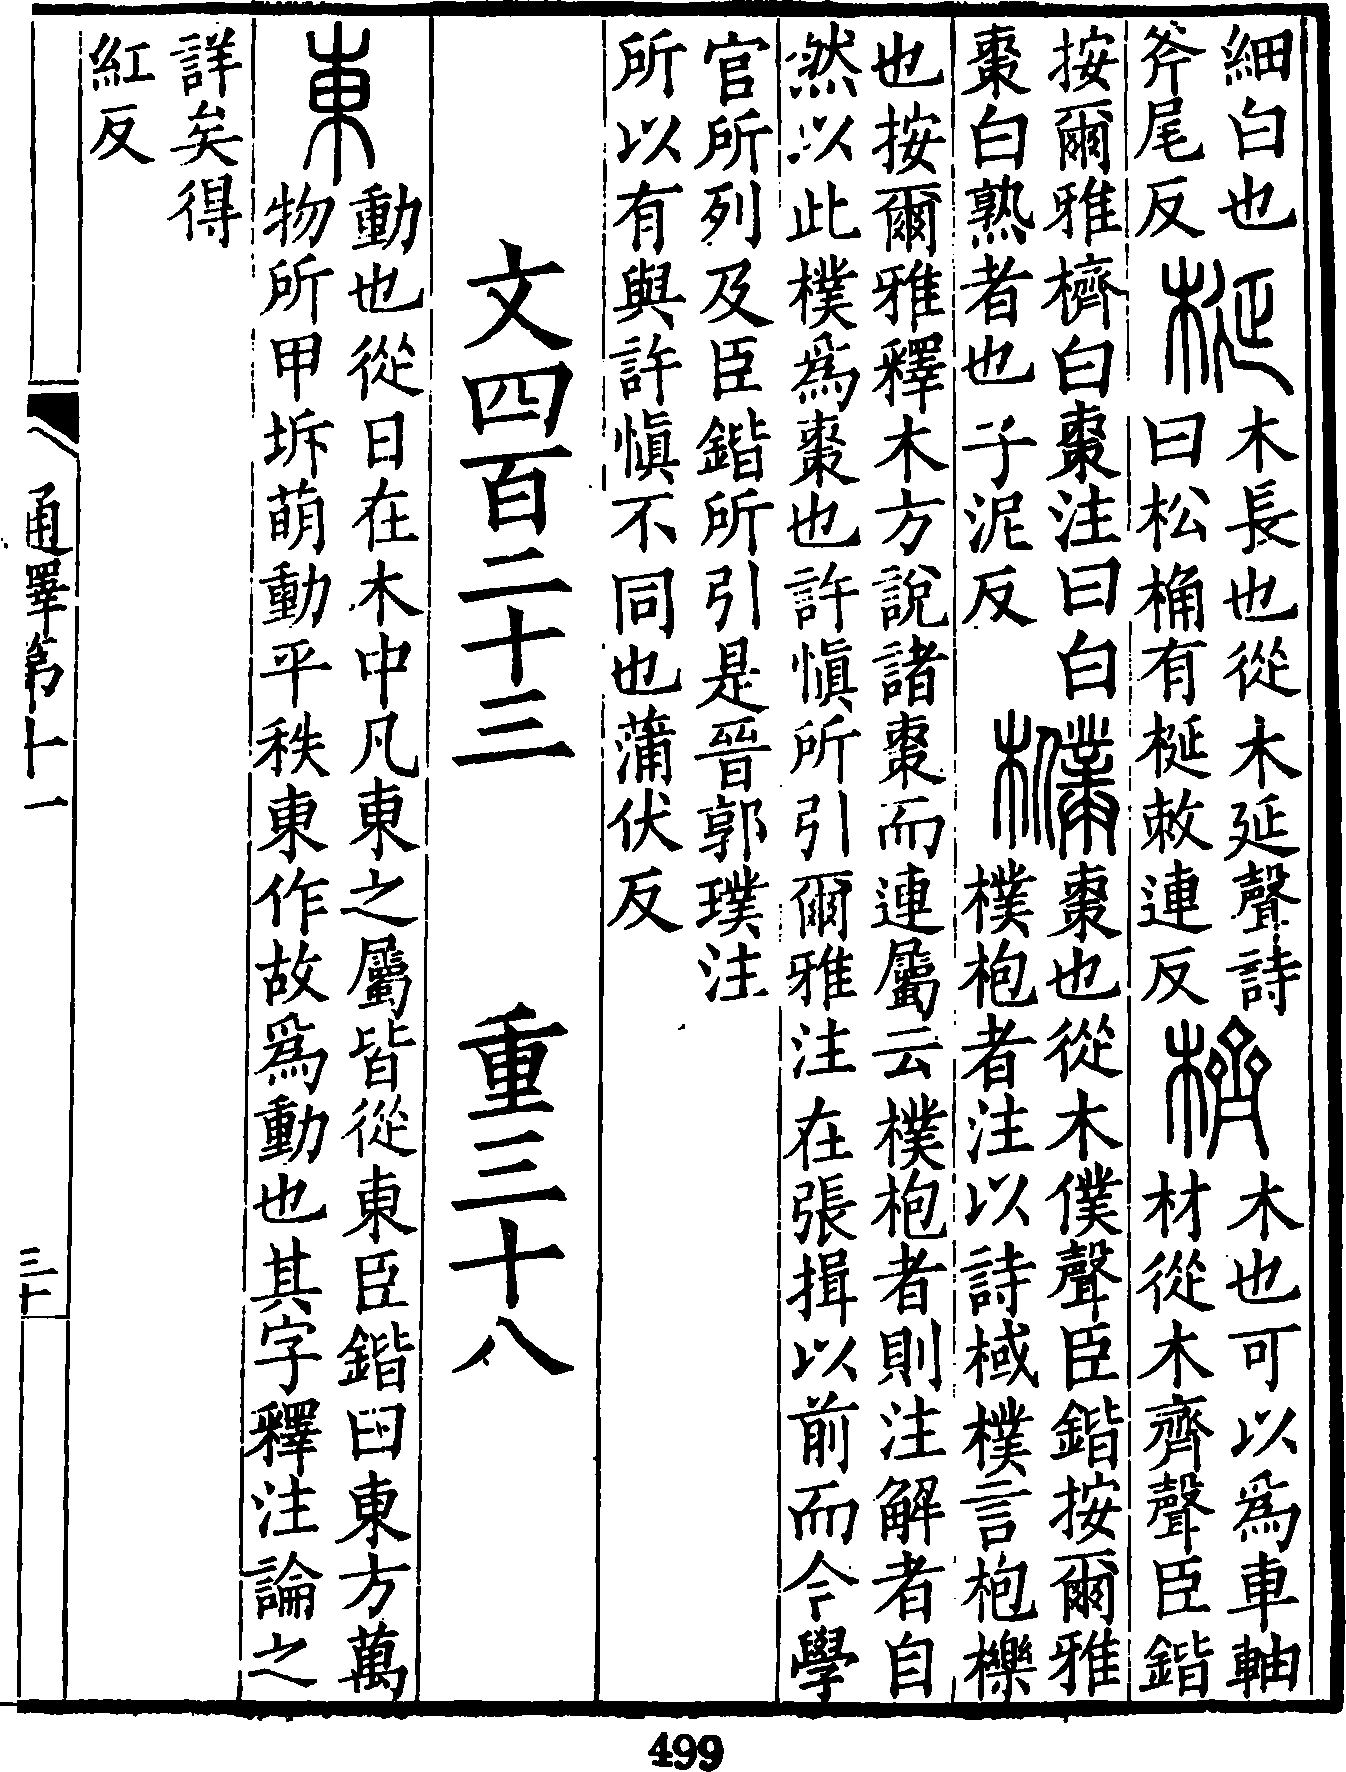 細白也
斧尾反
梴
木長也從木延聲詩
曰松桷有梴敕連反
櫅
木也可以爲車軸
材從木齊聲臣鍇
按爾雅櫅白棗注曰白
棗白熟者也子泥反
㯷
棗也從木僕聲臣鍇按爾雅
樸枹者注以詩棫樸言枹櫟
也按爾雅釋木方說諸棗而連屬云樸枹者則注解者自
然以此樸爲棗也許愼所引爾雅注在張揖以前而今學
官所列及臣鍇所引是晉郭璞注
所以有與許愼不同也蒲伏反
文四百二十三　重三十八
東
動也從日在木中凡東之屬皆從東臣鍇曰東方萬
物所甲坼萌動平秩東作故爲動也其字釋注論之
詳矣得
紅反
通釋第十一　三十
499